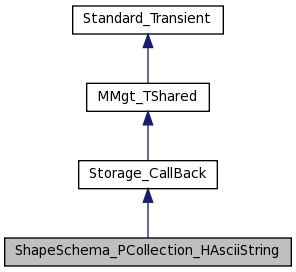 Standard_Transient
MMgt_TShared
Storage_CallBack
ShapeSchema_PCollection_HAsciiString